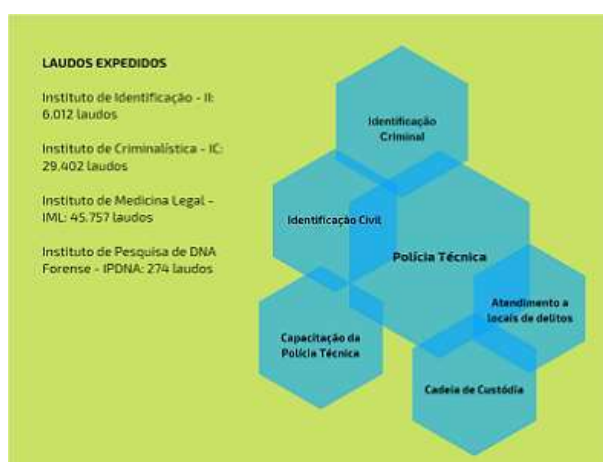 LAUDOS EXPEDIDOS
Instituto de Identificação - II:
6.012 laudos
Instituto de Criminalística - IC:
29.402 laudos
Instituto de Medicina Legal -
IML: 45.757 laudos
Instituto de Pesquisa de DNA
Forense - IPDNA: 274 laudos
Identificação
Criminal
Identificação Civil
Polícia Técnica
Atendimento a
locais de delitos
Capacitação da
Polícia Técnica
Cadeia de Custódia